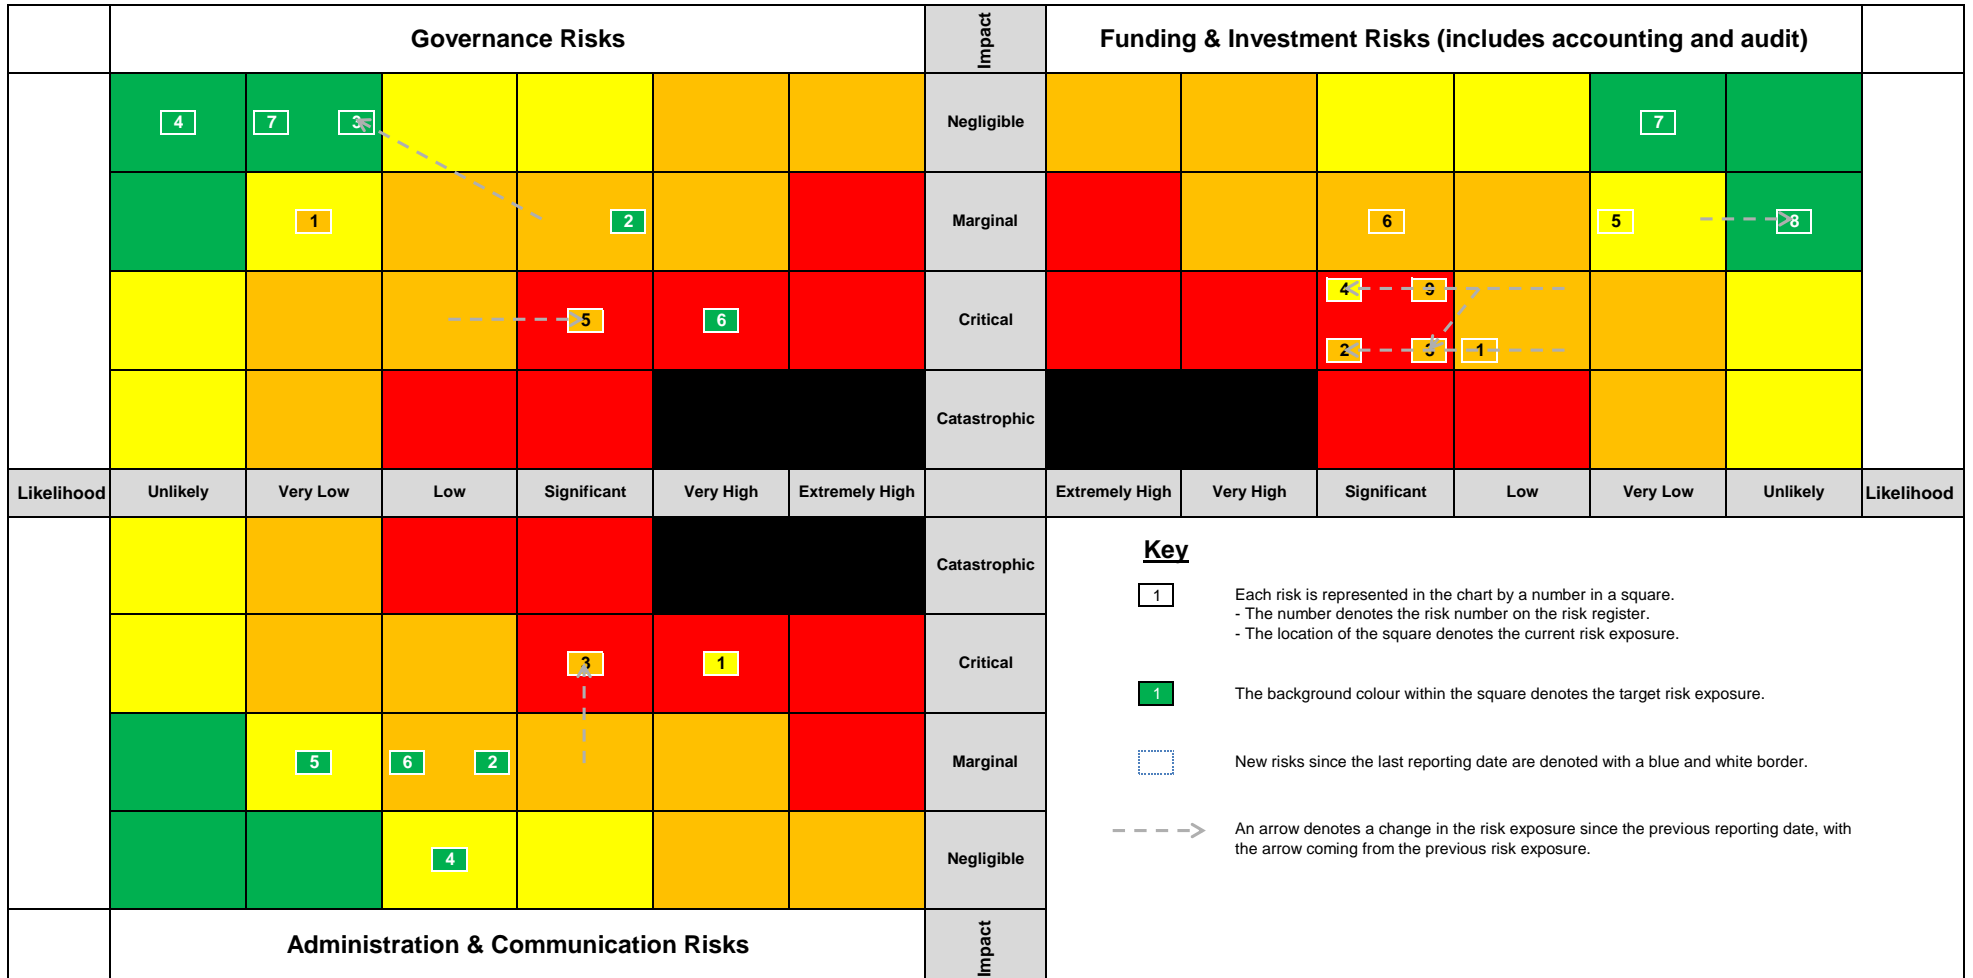 Governance Risks
Impact
Funding & Investment Risks (includes accounting and audit)
4
7
3
Negligible
7
1
2
Marginal
6
5
8
5
6
Critical
4
9
2
3
1
Catastrophic
Likelihood
Unlikely
Very Low
Low
Significant
Very High
Extremely High
Extremely High
Very High
Significant
Low
Very Low
Unlikely
Likelihood
Catastrophic
3
1
Critical
5
6
2
Marginal
4
Negligible
Administration & Communication Risks
Impact
Key
1
Each risk is represented in the chart by a number in a square.
- The number denotes the risk number on the risk register.
- The location of the square denotes the current risk exposure.
1
The background colour within the square denotes the target risk exposure.
New risks since the last reporting date are denoted with a blue and white border.
An arrow denotes a change in the risk exposure since the previous reporting date, with
the arrow coming from the previous risk exposure.